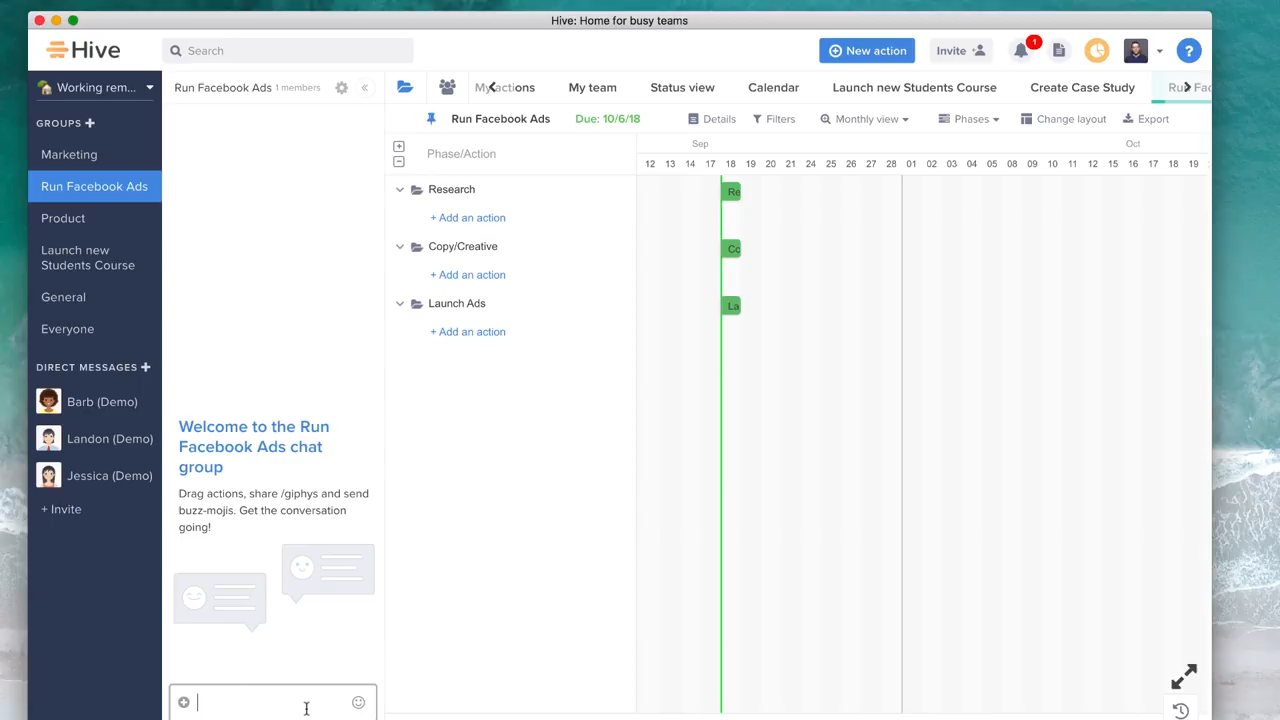 Hive: Home for busy teams
Hive
Search
New action
Invite
1
?
Working rem...
Run Facebook Ads 1 members
My actions
My team
Status view
Calendar
Launch new Students Course
Create Case Study
Run Facebook Ads
Due: 10/6/18
Details
Filters
Monthly view
Phases
Change layout
Export
GROUPS
Marketing
Run Facebook Ads
Product
Launch new
Students Course
General
Everyone
DIRECT MESSAGES
Barb (Demo)
Landon (Demo)
Jessica (Demo)
+ Invite
Welcome to the Run
Facebook Ads chat
group
Drag actions, share /giphys and send
buzz-mojis. Get the conversation
going!
Phase/Action
Sep
Oct
12 13 14 17 18 19 20 21 24 25 26 27 28 01 02 03 04 05 08 09 10 11 12 15 16 17 18 19
Research
Re
+ Add an action
Copy/Creative
Co
+ Add an action
Launch Ads
La
+ Add an action